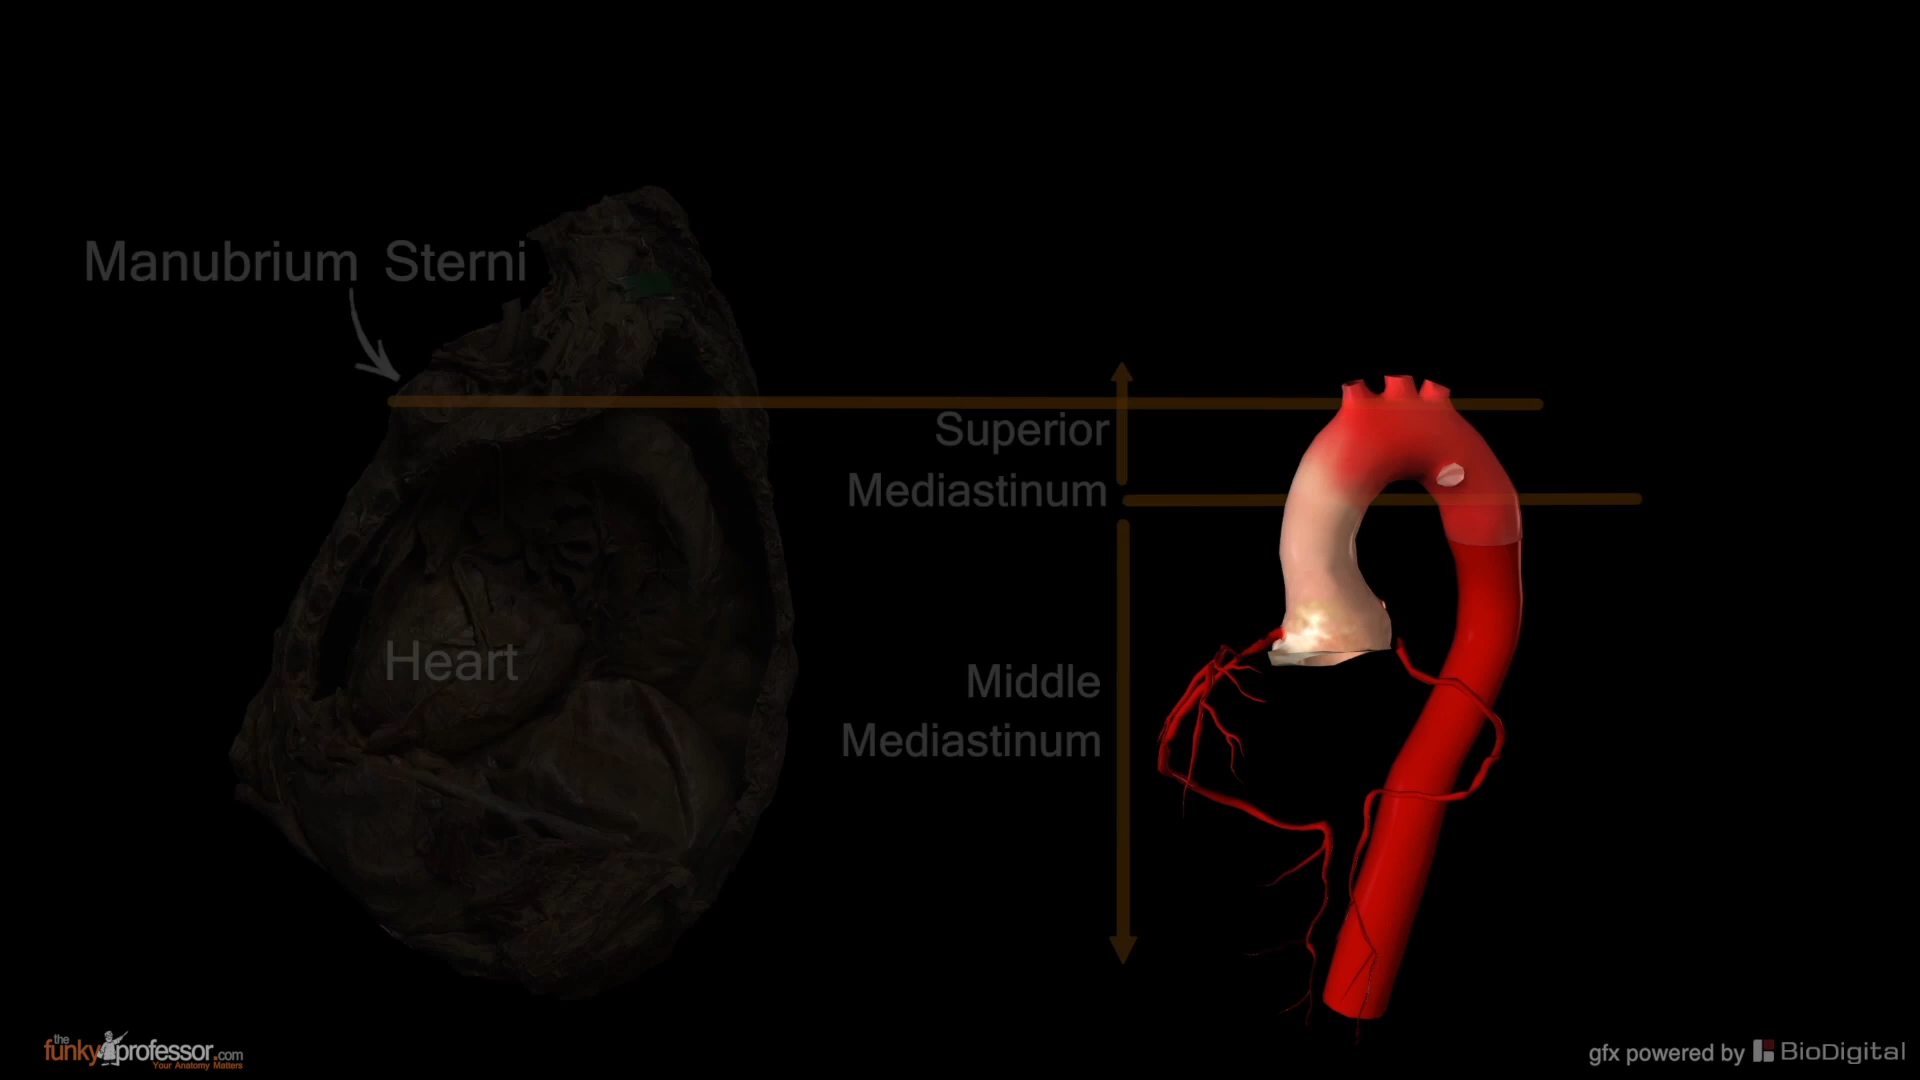 Manubrium Sterni
Superior
Mediastinum
Heart
Middle
Mediastinum
the
funkyprofessor.com
Your Anatomy Matters
gfx powered by BioDigital